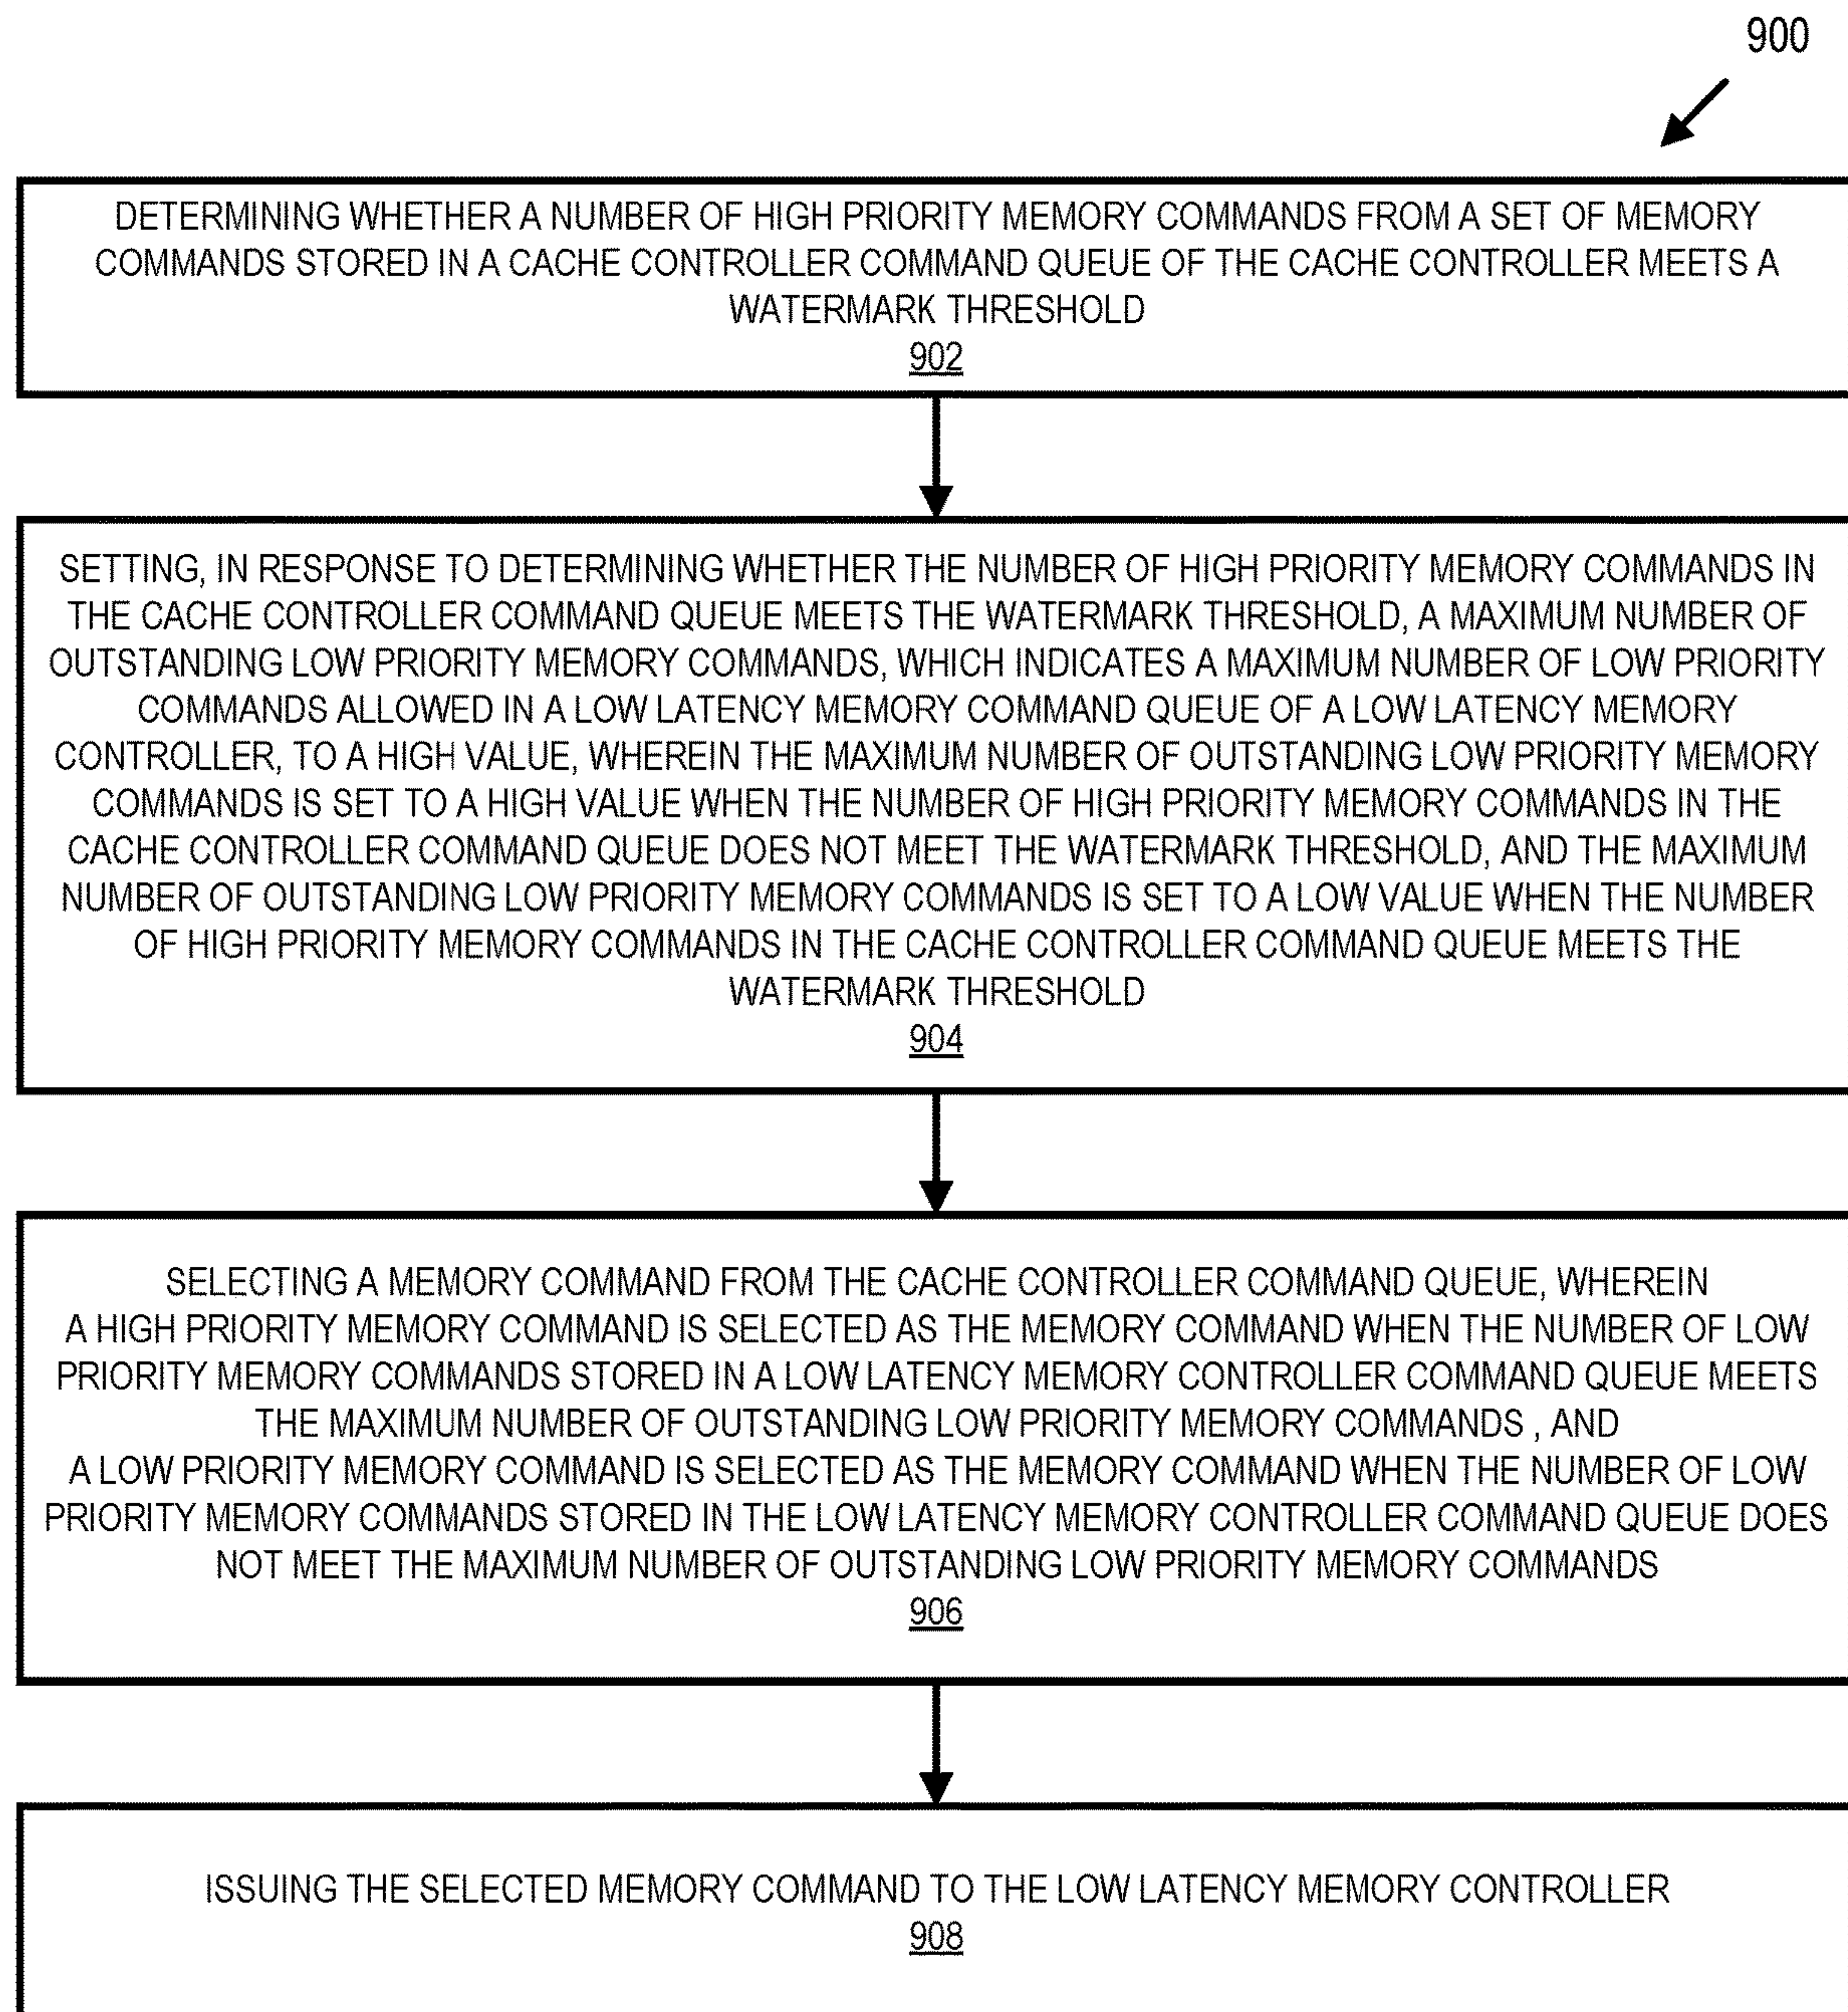 900
DETERMINING WHETHER A NUMBER OF HIGH PRIORITY MEMORY COMMANDS FROM A SET OF MEMORY
COMMANDS STORED IN A CACHE CONTROLLER COMMAND QUEUE OF THE CACHE CONTROLLER MEETS A
WATERMARK THRESHOLD
902
SETTING, IN RESPONSE TO DETERMINING WHETHER THE NUMBER OF HIGH PRIORITY MEMORY COMMANDS IN
THE CACHE CONTROLLER COMMAND QUEUE MEETS THE WATERMARK THRESHOLD, A MAXIMUM NUMBER OF
OUTSTANDING LOW PRIORITY MEMORY COMMANDS, WHICH INDICATES A MAXIMUM NUMBER OF LOW PRIORITY
COMMANDS ALLOWED IN A LOW LATENCY MEMORY COMMAND QUEUE OF A LOW LATENCY MEMORY
CONTROLLER, TO A HIGH VALUE, WHEREIN THE MAXIMUM NUMBER OF OUTSTANDING LOW PRIORITY MEMORY
COMMANDS IS SET TO A HIGH VALUE WHEN THE NUMBER OF HIGH PRIORITY MEMORY COMMANDS IN THE
CACHE CONTROLLER COMMAND QUEUE DOES NOT MEET THE WATERMARK THRESHOLD, AND THE MAXIMUM
NUMBER OF OUTSTANDING LOW PRIORITY MEMORY COMMANDS IS SET TO A LOW VALUE WHEN THE NUMBER
OF HIGH PRIORITY MEMORY COMMANDS IN THE CACHE CONTROLLER COMMAND QUEUE MEETS THE
WATERMARK THRESHOLD
904
SELECTING A MEMORY COMMAND FROM THE CACHE CONTROLLER COMMAND QUEUE, WHEREIN
A HIGH PRIORITY MEMORY COMMAND IS SELECTED AS THE MEMORY COMMAND WHEN THE NUMBER OF LOW
PRIORITY MEMORY COMMANDS STORED IN A LOW LATENCY MEMORY CONTROLLER COMMAND QUEUE MEETS
THE MAXIMUM NUMBER OF OUTSTANDING LOW PRIORITY MEMORY COMMANDS , AND
A LOW PRIORITY MEMORY COMMAND IS SELECTED AS THE MEMORY COMMAND WHEN THE NUMBER OF LOW
PRIORITY MEMORY COMMANDS STORED IN THE LOW LATENCY MEMORY CONTROLLER COMMAND QUEUE DOES
NOT MEET THE MAXIMUM NUMBER OF OUTSTANDING LOW PRIORITY MEMORY COMMANDS
906
ISSUING THE SELECTED MEMORY COMMAND TO THE LOW LATENCY MEMORY CONTROLLER
908